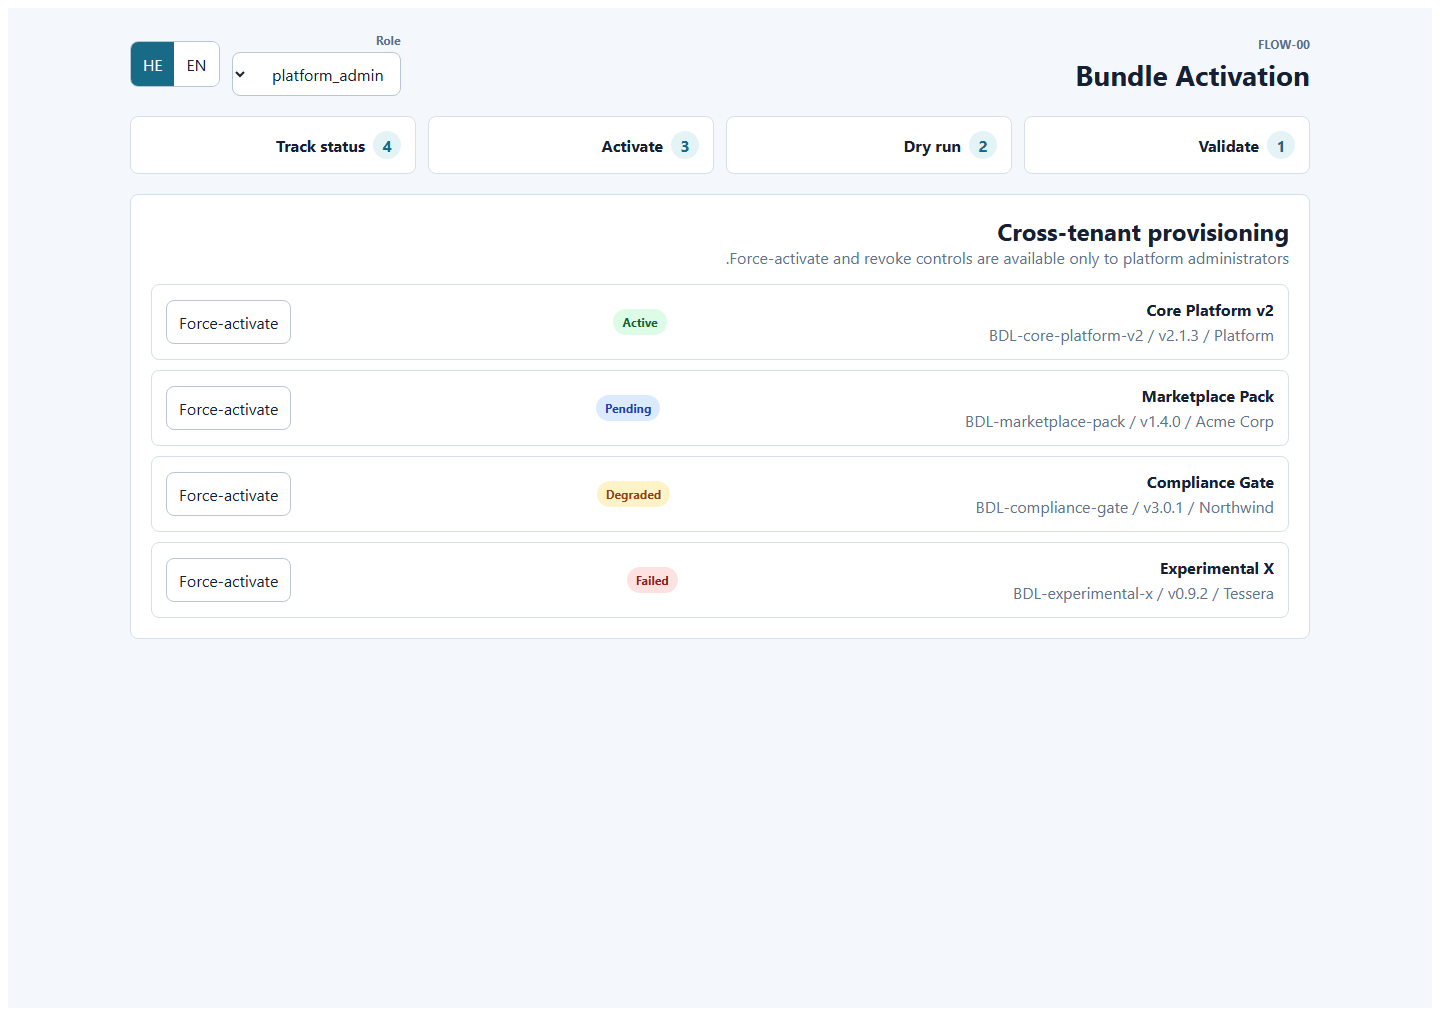 FLOW-00
Bundle Activation
Role
platform_admin
HE
EN
1 Validate
2 Dry run
3 Activate
4 Track status
Cross-tenant provisioning
.Force-activate and revoke controls are available only to platform administrators
Core Platform v2
BDL-core-platform-v2 / v2.1.3 / Platform
Active
Force-activate
Marketplace Pack
BDL-marketplace-pack / v1.4.0 / Acme Corp
Pending
Force-activate
Compliance Gate
BDL-compliance-gate / v3.0.1 / Northwind
Degraded
Force-activate
Experimental X
BDL-experimental-x / v0.9.2 / Tessera
Failed
Force-activate